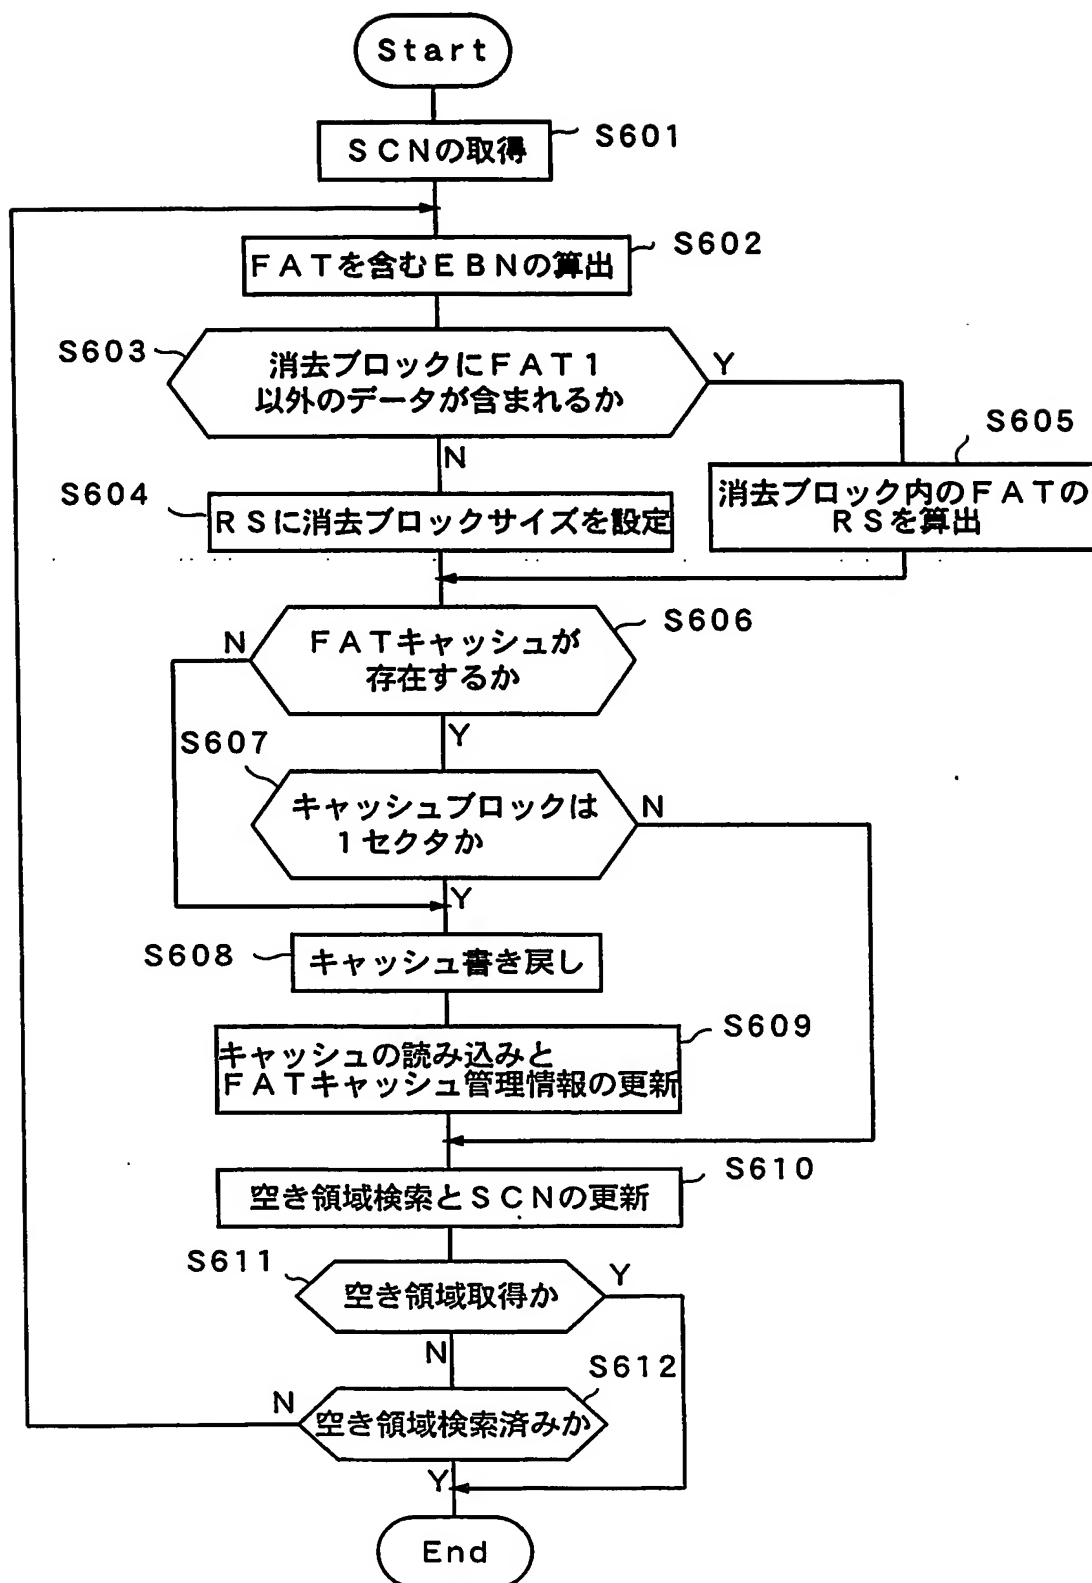 Start
SCNの取得
S601
FATを含むEBNの算出
S602
S603
消去ブロックにFAT1
以外のデータが含まれるか
Y
N
S604
RSに消去ブロックサイズを設定
S605
消去ブロック内のFATの
RSを算出
S606
FATキャッシュが
存在するか
N
Y
S607
キャッシュブロックは
1セクタか
N
Y
S608
キャッシュ書き戻し
S609
キャッシュの読み込みと
FATキャッシュ管理情報の更新
S610
空き領域検索とSCNの更新
S611
空き領域取得か
Y
N
S612
空き領域検索済みか
N
Y
End